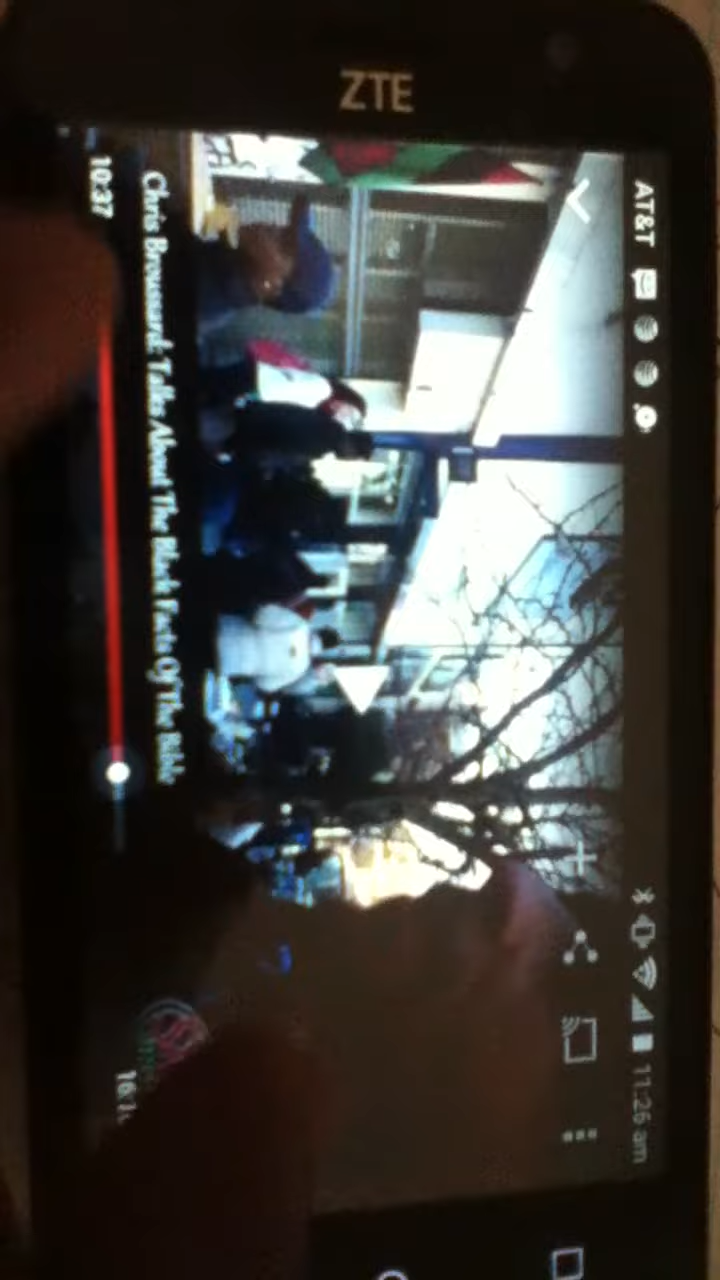 ZTE
AT&T
11:26 am
Chris Broussard: Talks About The Black Facts Of The Bible
10:37